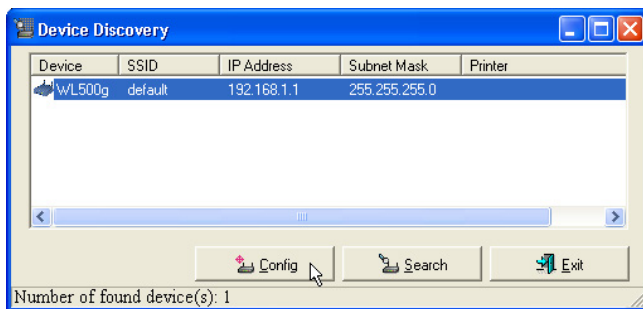 Device Discovery
Device SSID IP Address Subnet Mask Printer
WL500g default 192.168.1.1 255.255.255.0
Config Search Exit
Number of found device(s): 1